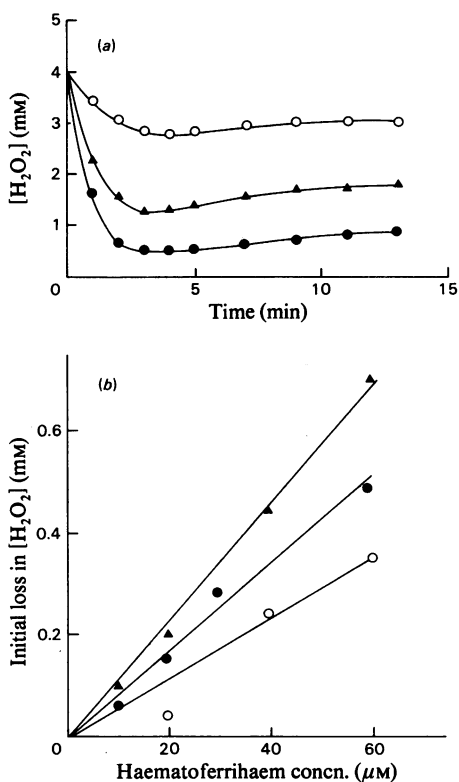 5
(a)
4
[H₂O₂] (mM)
3
2
1
0
0
5
10
15
Time (min)
(b)
0.6
Initial loss in [H₂O₂] (mM)
0.4
0.2
0
20
40
60
Haematoferrihaem concn. (μM)